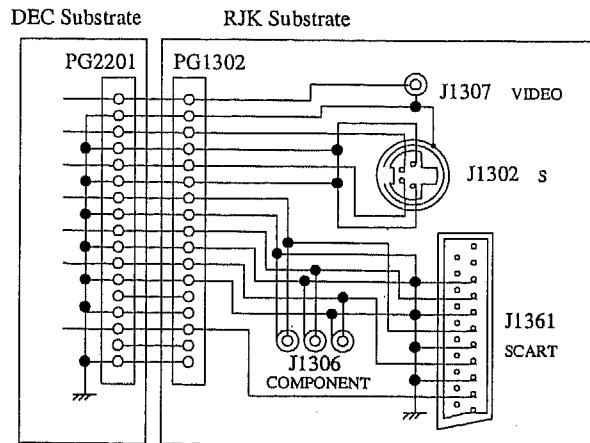 DEC Substrate RJK Substrate
PG2201 PG1302
J1307 VIDEO
J1302 S
J1361
SCART
J1306
COMPONENT